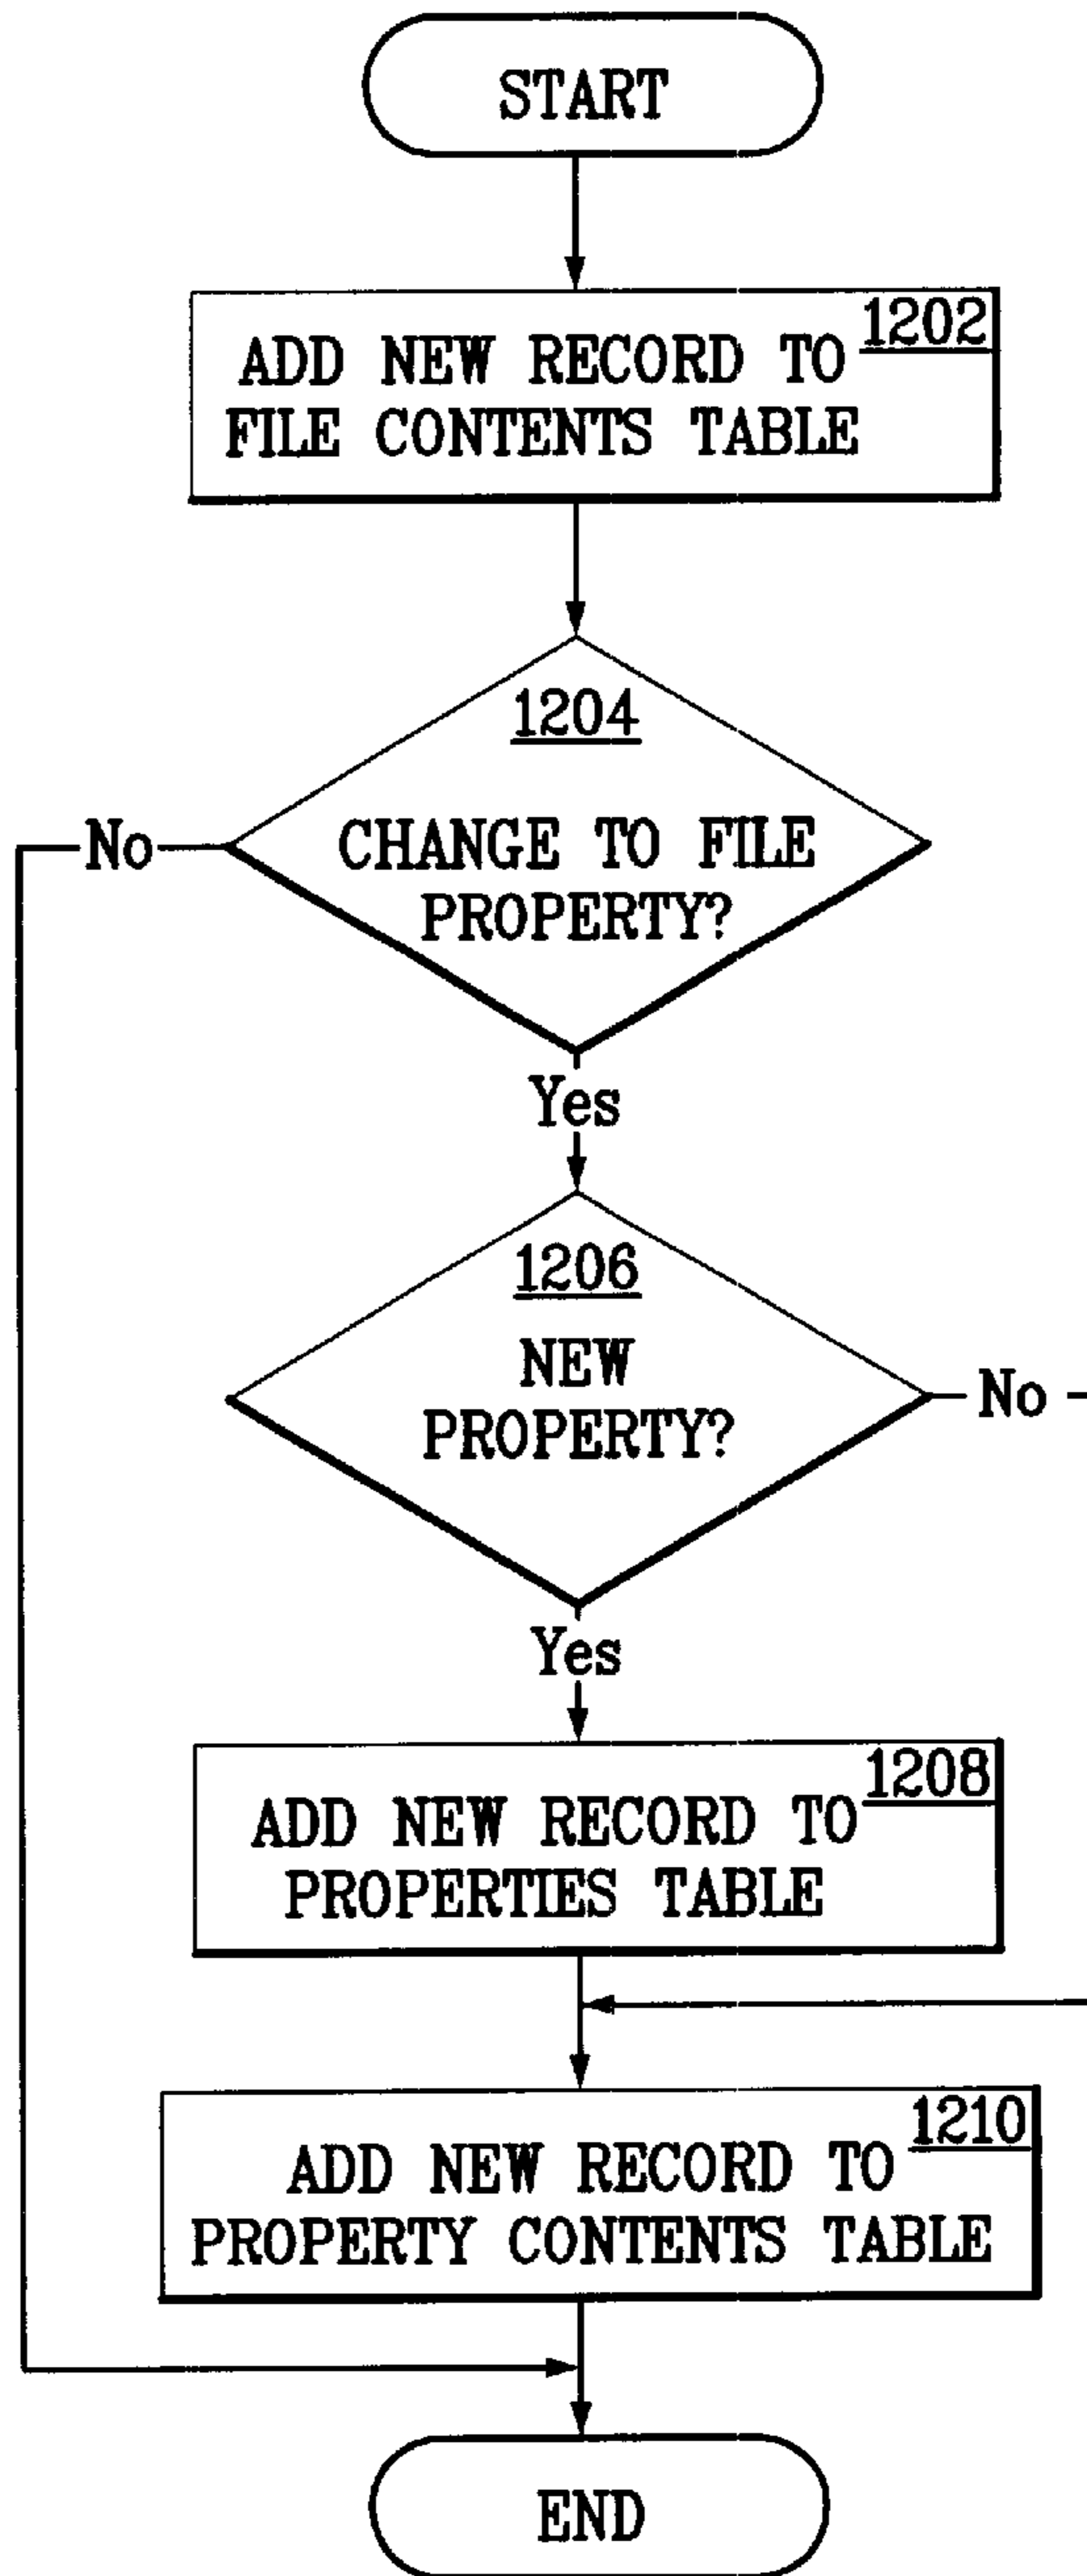 START
1202
ADD NEW RECORD TO
FILE CONTENTS TABLE
1204
No
CHANGE TO FILE
PROPERTY?
Yes
1206
NEW
PROPERTY?
No
Yes
1208
ADD NEW RECORD TO
PROPERTIES TABLE
1210
ADD NEW RECORD TO
PROPERTY CONTENTS TABLE
END